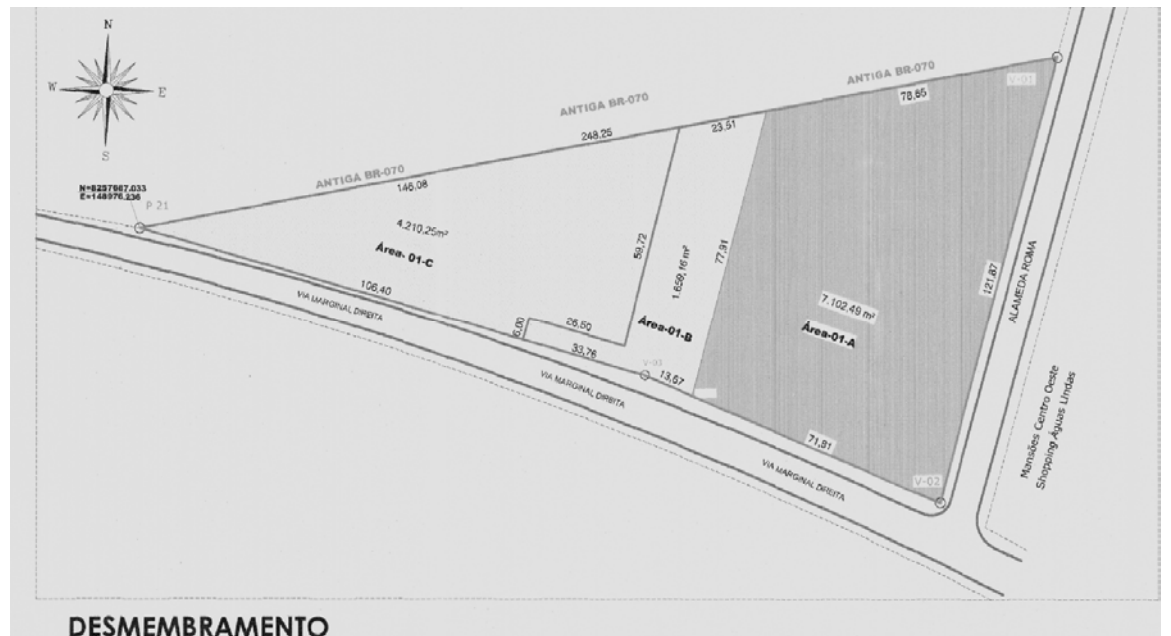 N
W
E
S
ANTIGA BR-070
78,65
V-01
ANTIGA BR-070
248,25
23,51
ANTIGA BR-070
146,08
N=8257687.033
E=148976.236
P 21
4.210,25m²
Área- 01-C
59,72
1.659,16 m²
Área-01-B
77,91
7.102,49 m²
Área-01-A
121,87
ALAMEDA ROMA
106,40
VIA MARGINAL DIREITA
6,00
26,50
33,76
V-03
13,67
VIA MARGINAL DIREITA
71,81
VIA MARGINAL DIREITA
V-02
Mansões Centro Oeste
Shopping Águas Lindas
DESMEMBRAMENTO